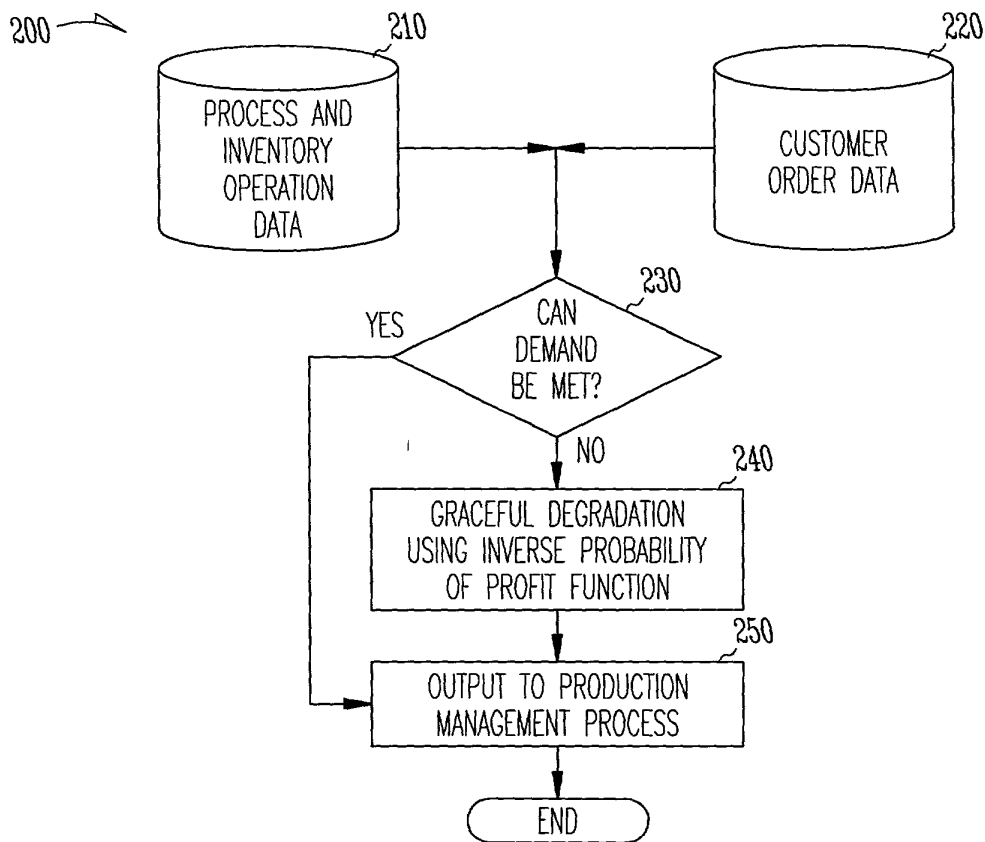 200
210
220
PROCESS AND
INVENTORY
OPERATION
DATA
CUSTOMER
ORDER DATA
230
CAN
DEMAND
BE MET?
YES
NO
240
GRACEFUL DEGRADATION
USING INVERSE PROBABILITY
OF PROFIT FUNCTION
250
OUTPUT TO PRODUCTION
MANAGEMENT PROCESS
END